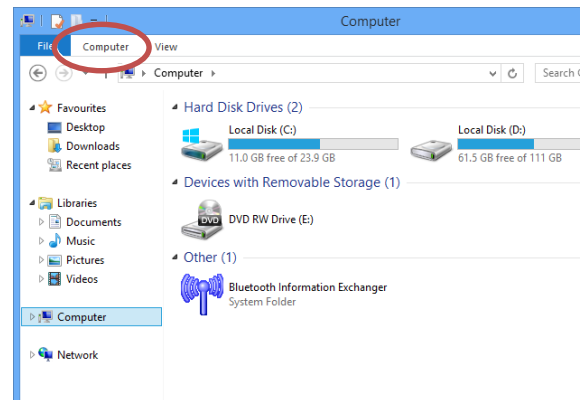 Computer
File Computer View
Computer
Search C
Favourites
Desktop
Downloads
Recent places
Libraries
Documents
Music
Pictures
Videos
Computer
Network
Hard Disk Drives (2)
Local Disk (C:)
11.0 GB free of 23.9 GB
Local Disk (D:)
61.5 GB free of 111 GB
Devices with Removable Storage (1)
DVD
DVD RW Drive (E:)
Other (1)
Bluetooth Information Exchanger
System Folder